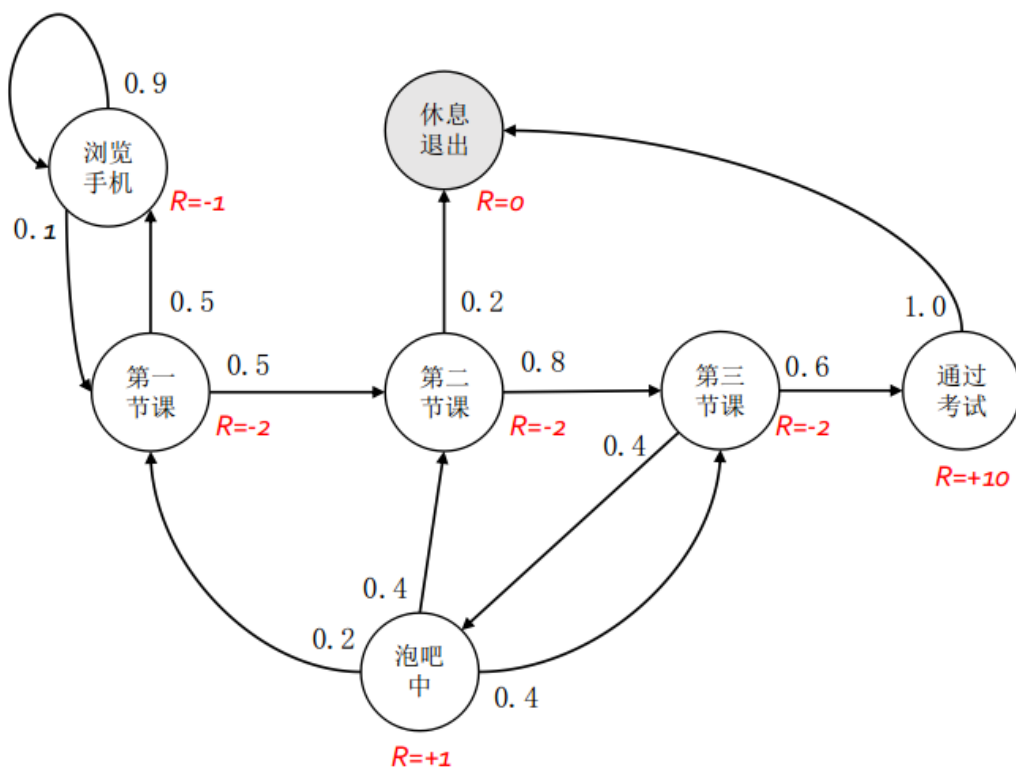 0.9
浏览
手机
R=-1
0.1
0.5
休息
退出
R=0
0.2
1.0
第一
节课
0.5
R=-2
第二
节课
0.8
R=-2
第三
节课
0.6
R=-2
0.4
通过
考试
R=+10
0.4
0.2
泡吧
中
0.4
R=+1